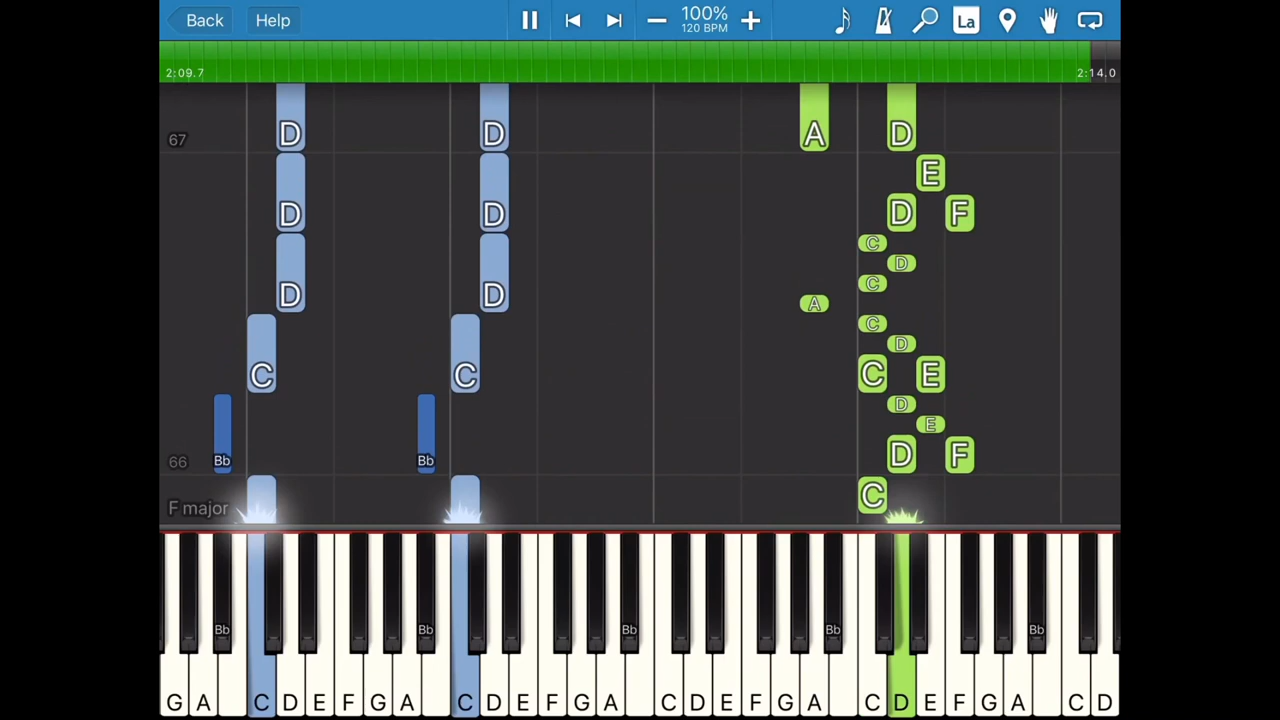 Back Help 100% La
120 BPM
2:09.7 2:14.0
67 D D A D
E
D D D F
C
D
C
D D A
C
D
C C C E
D
E
66 Bb Bb D F
C
F major
Bb Bb Bb Bb Bb
G A C D E F G A C D E F G A C D E F G A C D E F G A C D